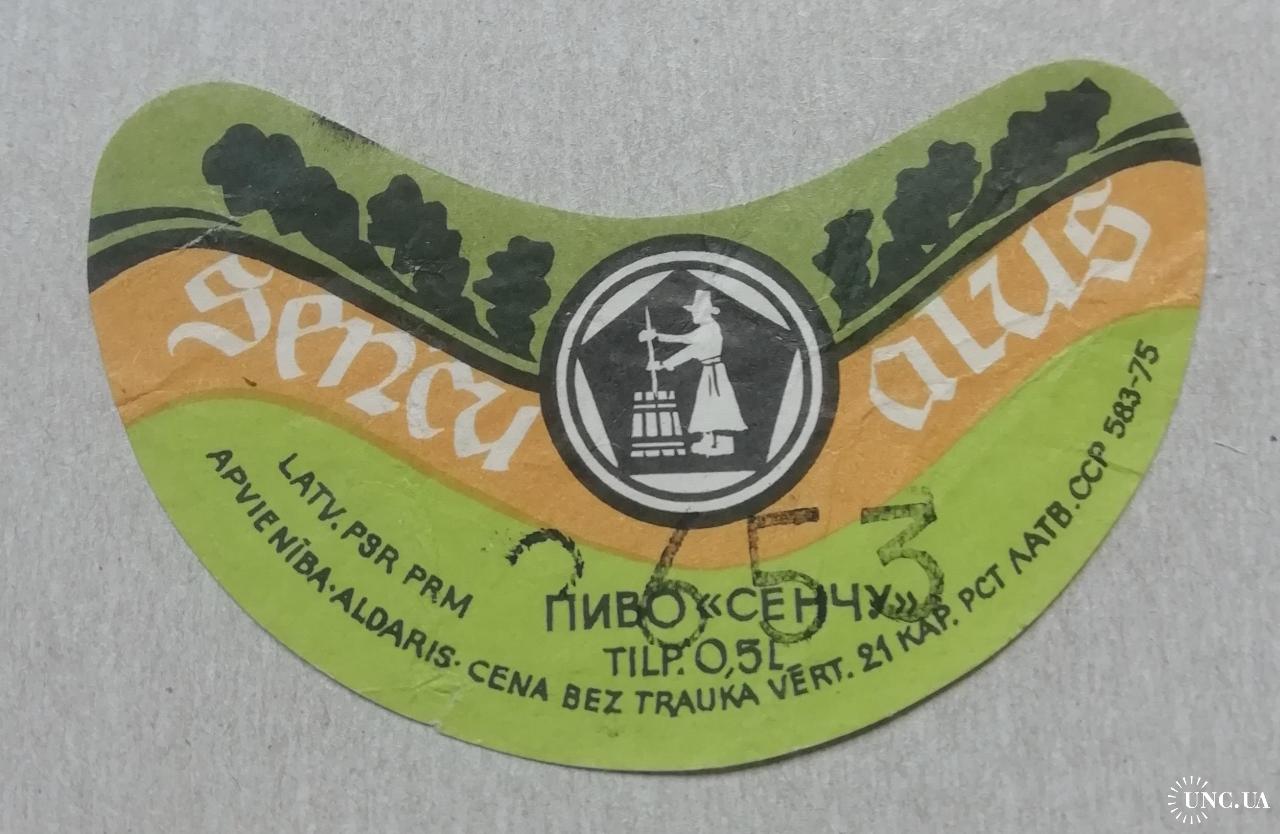 Senču alus
LATV. PSR PRM
APVIENĪBA·ALDARIS· CENA BEZ TRAUKA VĒRT. 21 KAP. РСТ ЛАТВ.ССР 583-75
ПИВО «СЕНЧУ»
TILP. 0,5L
2653
UNC.UA